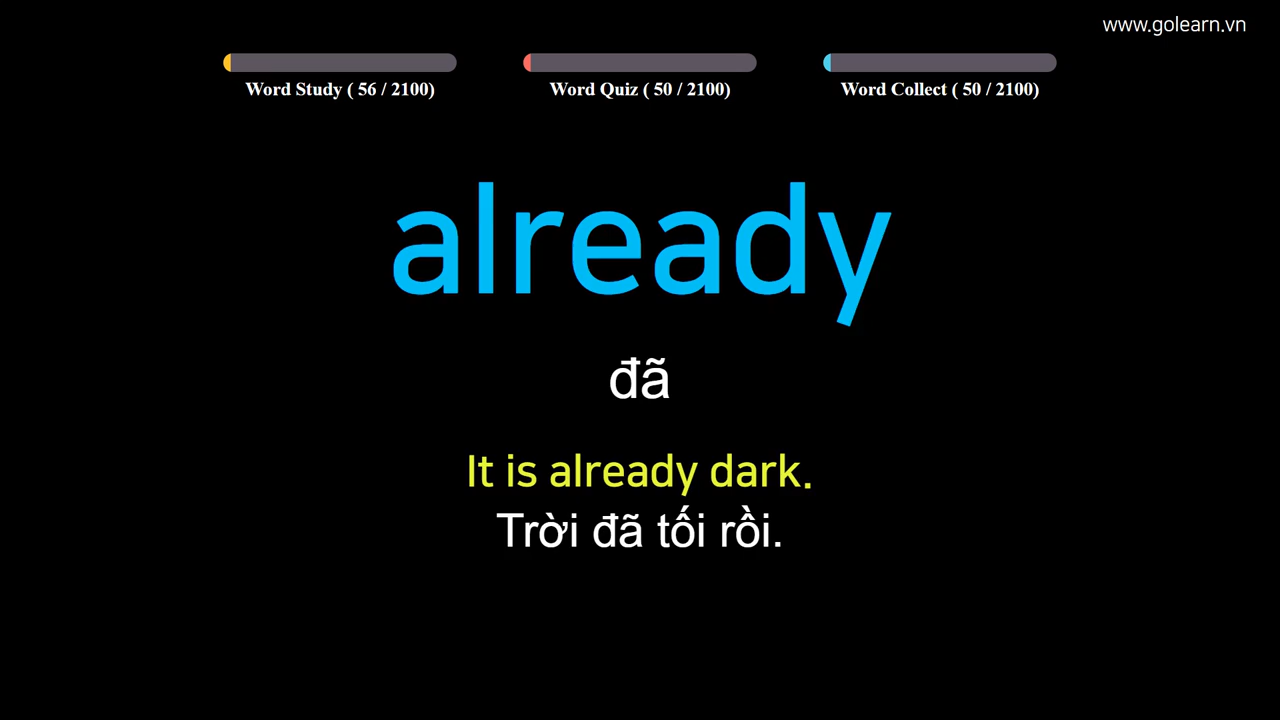 www.golearn.vn
Word Study ( 56 / 2100)
Word Quiz ( 50 / 2100)
Word Collect ( 50 / 2100)
already
đã
It is already dark.
Trời đã tối rồi.